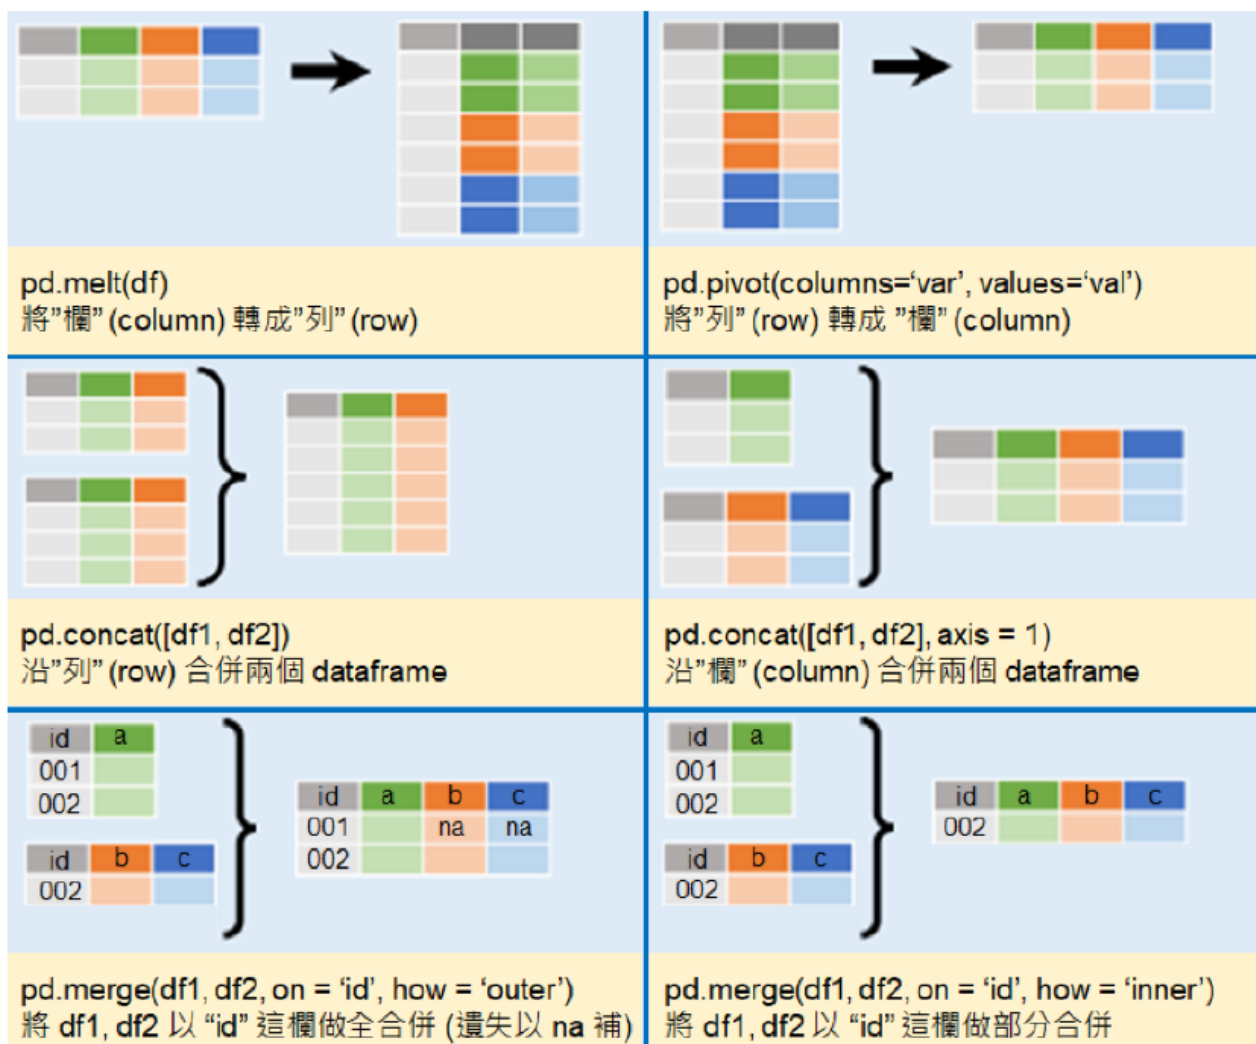 pd.melt(df)
將”欄” (column) 轉成”列” (row)
pd.pivot(columns=‘var’, values=‘val’)
將”列” (row) 轉成 ”欄” (column)
pd.concat([df1, df2])
沿”列” (row) 合併兩個 dataframe
pd.concat([df1, df2], axis = 1)
沿”欄” (column) 合併兩個 dataframe
id a
001
002
id b c
002
id a b c
001 na na
002
pd.merge(df1, df2, on = ‘id’, how = ‘outer’)
將 df1, df2 以 “id” 這欄做全合併 (遺失以 na 補)
id a
001
002
id b c
002
id a b c
002
pd.merge(df1, df2, on = ‘id’, how = ‘inner’)
將 df1, df2 以 “id” 這欄做部分合併